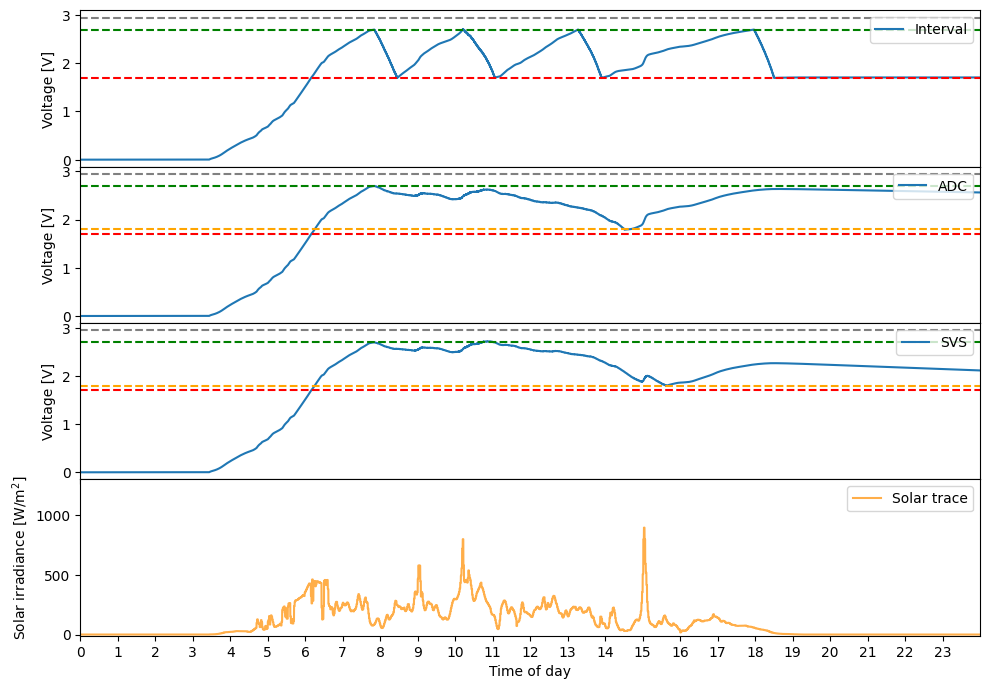 3
2
1
0
Voltage [V]
Interval
3
2
1
0
Voltage [V]
ADC
3
2
1
0
Voltage [V]
SVS
1000
500
0
Solar irradiance [W/m²]
Solar trace
0 1 2 3 4 5 6 7 8 9 10 11 12 13 14 15 16 17 18 19 20 21 22 23
Time of day